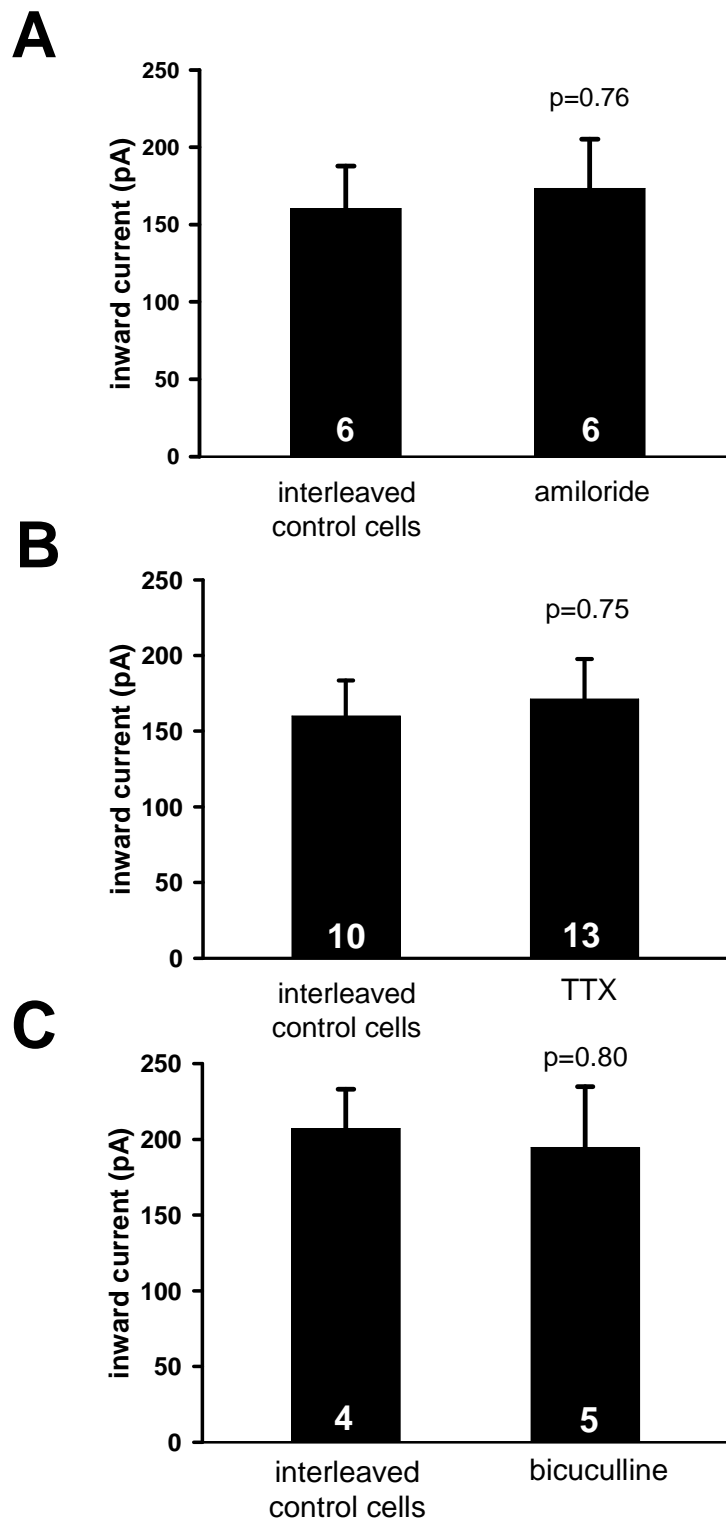 A
250
200
150
100
50
0
inward current (pA)
p=0.76
6
6
interleaved
control cells
amiloride
B
250
200
150
100
50
0
inward current (pA)
p=0.75
10
13
interleaved
control cells
TTX
C
250
200
150
100
50
0
inward current (pA)
p=0.80
4
5
interleaved
control cells
bicuculline